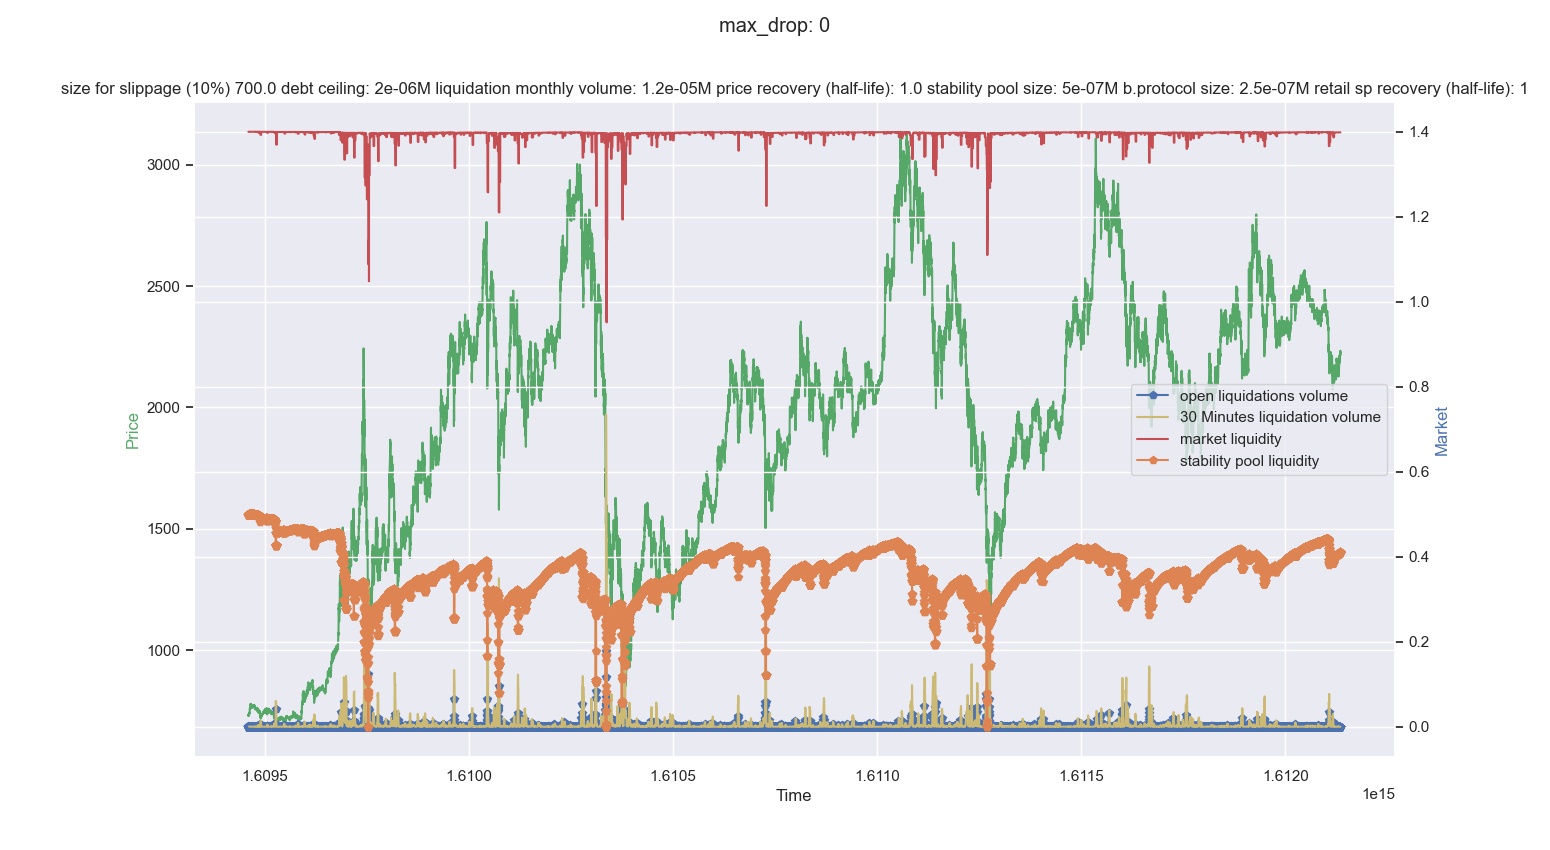 max_drop: 0
size for slippage (10%) 700.0 debt ceiling: 2e-06M liquidation monthly volume: 1.2e-05M price recovery (half-life): 1.0 stability pool size: 5e-07M b.protocol size: 2.5e-07M retail sp recovery (half-life): 1
3000
2500
2000
1500
1000
Price
1.4
1.2
1.0
0.8
0.6
0.4
0.2
0.0
Market
open liquidations volume
30 Minutes liquidation volume
market liquidity
stability pool liquidity
1.6095 1.6100 1.6105 1.6110 1.6115 1.6120
Time
1e15